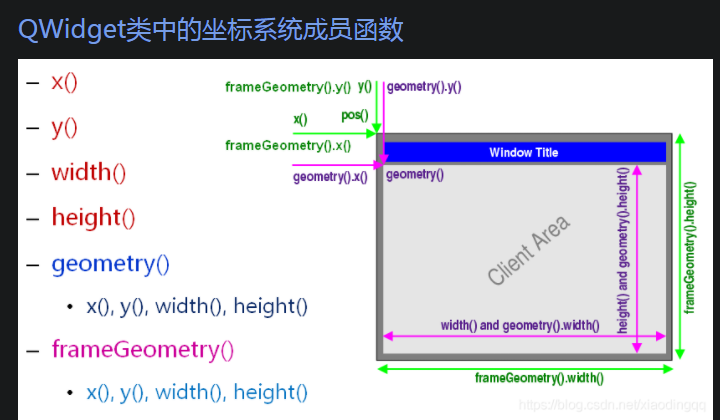 QWidget类中的坐标系统成员函数
– x()
– y()
– width()
– height()
– geometry()
• x(), y(), width(), height()
– frameGeometry()
• x(), y(), width(), height()
frameGeometry().y()
y()
geometry().y()
x()
pos()
frameGeometry().x()
geometry().x()
Window Title
geometry()
Client Area
height() and geometry().height()
frameGeometry().height()
width() and geometry().width()
frameGeometry().width()
https://blog.csdn.net/xiaodingqq